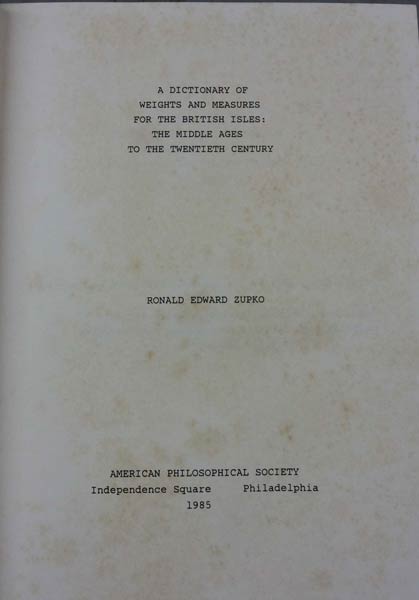 A DICTIONARY OF
WEIGHTS AND MEASURES
FOR THE BRITISH ISLES:
THE MIDDLE AGES
TO THE TWENTIETH CENTURY
RONALD EDWARD ZUPKO
AMERICAN PHILOSOPHICAL SOCIETY
Independence Square Philadelphia
1985